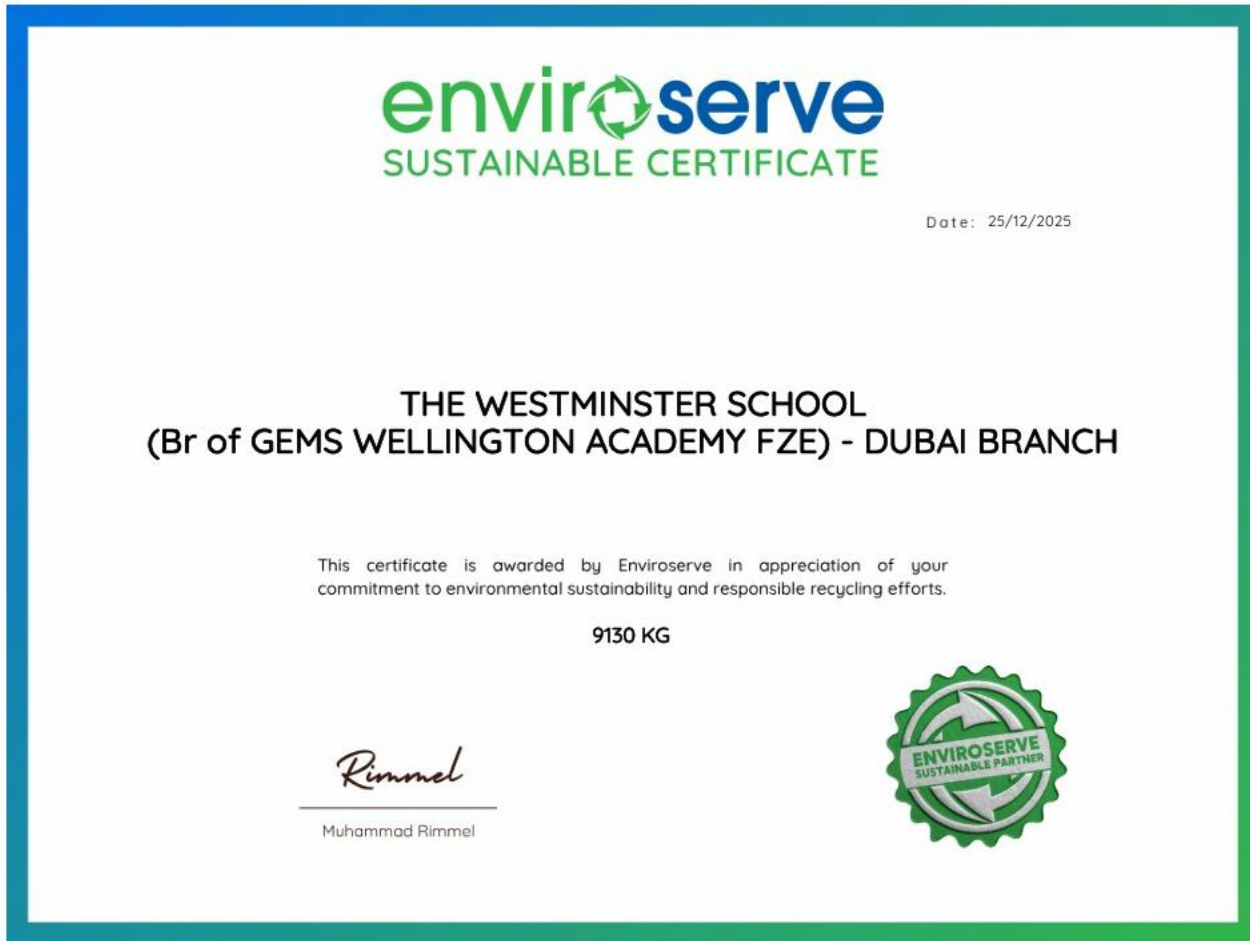 enviroserve
SUSTAINABLE CERTIFICATE
Date: 25/12/2025
THE WESTMINSTER SCHOOL
(Br of GEMS WELLINGTON ACADEMY FZE) - DUBAI BRANCH
This certificate is awarded by Enviroserve in appreciation of your
commitment to environmental sustainability and responsible recycling efforts.
9130 KG
Rimmel
Muhammad Rimmel
ENVIROSERVE
SUSTAINABLE PARTNER